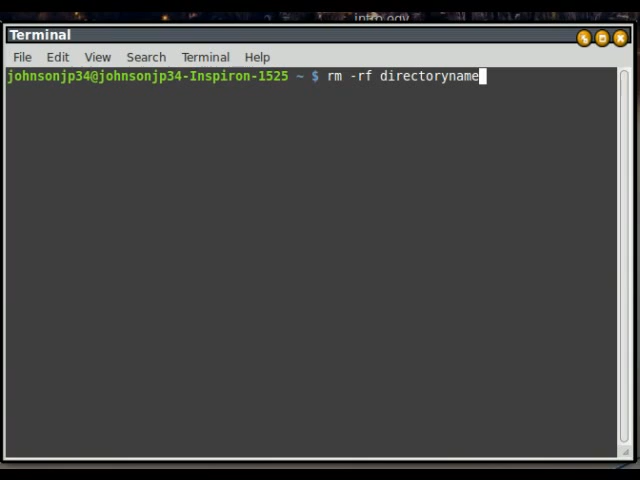 Terminal
File Edit View Search Terminal Help
johnsonjp34@johnsonjp34-Inspiron-1525 ~ $ rm -rf directoryname